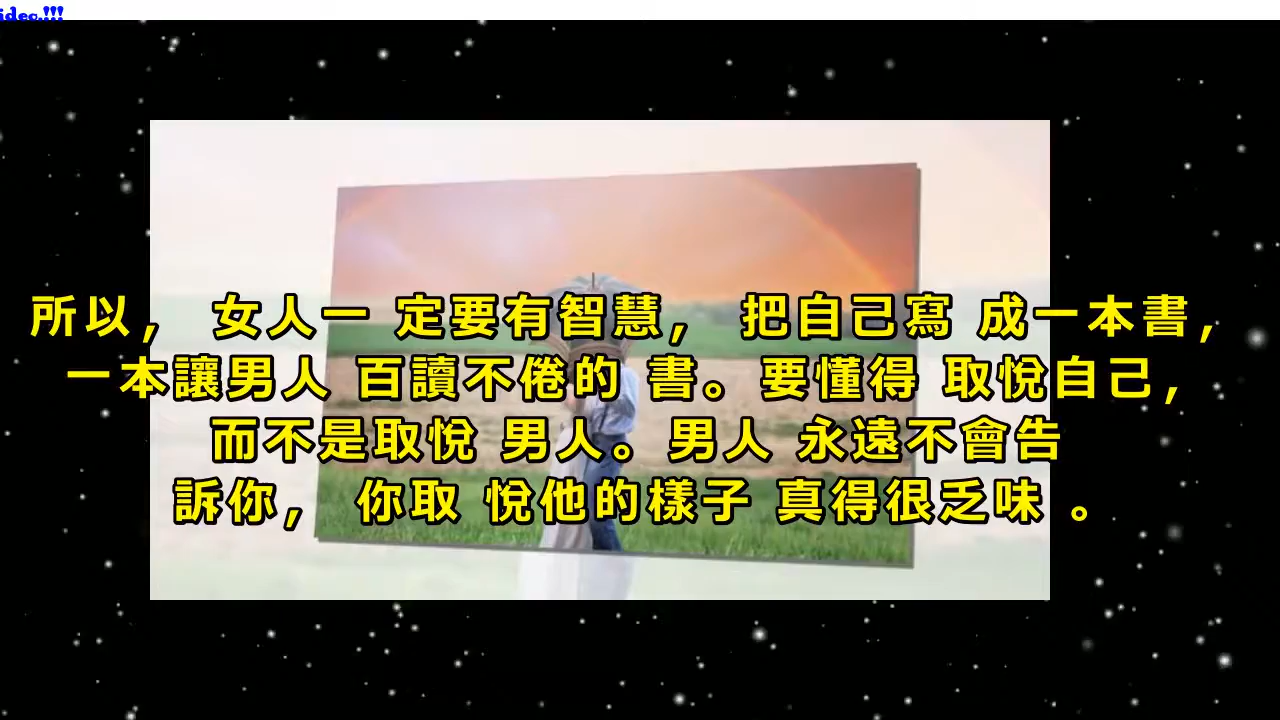 ideo.!!!
所以， 女人一 定要有智慧， 把自己寫 成一本書，
一本讓男人 百讀不倦的 書。要懂得 取悅自己，
而不是取悅 男人。男人 永遠不會告
訴你， 你取 悅他的樣子 真得很乏味 。